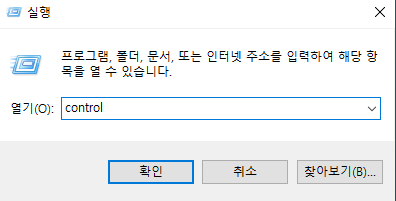 실행
프로그램, 폴더, 문서, 또는 인터넷 주소를 입력하여 해당 항
목을 열 수 있습니다.
열기(O): control
확인 취소 찾아보기(B)...